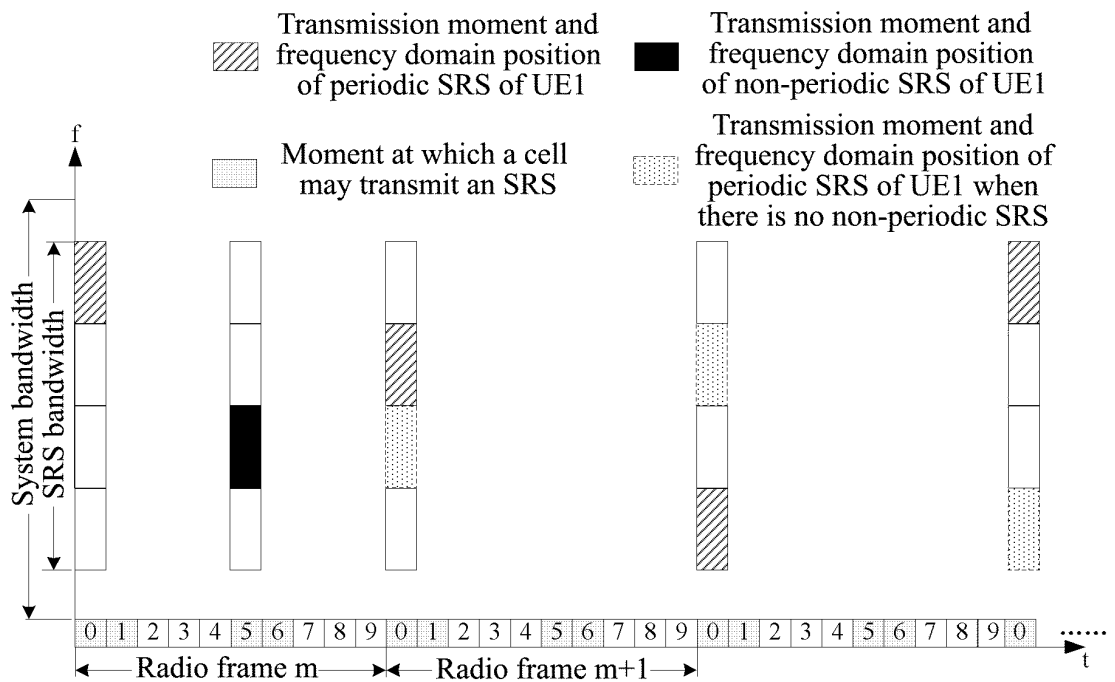 Transmission moment and
frequency domain position
of periodic SRS of UE1
Transmission moment and
frequency domain position
of non-periodic SRS of UE1
Moment at which a cell
may transmit an SRS
Transmission moment and
frequency domain position of
periodic SRS of UE1 when
there is no non-periodic SRS
f
System bandwidth
SRS bandwidth
0 1 2 3 4 5 6 7 8 9 0 1 2 3 4 5 6 7 8 9 0 1 2 3 4 5 6 7 8 9 0 ......
Radio frame m
Radio frame m+1
t